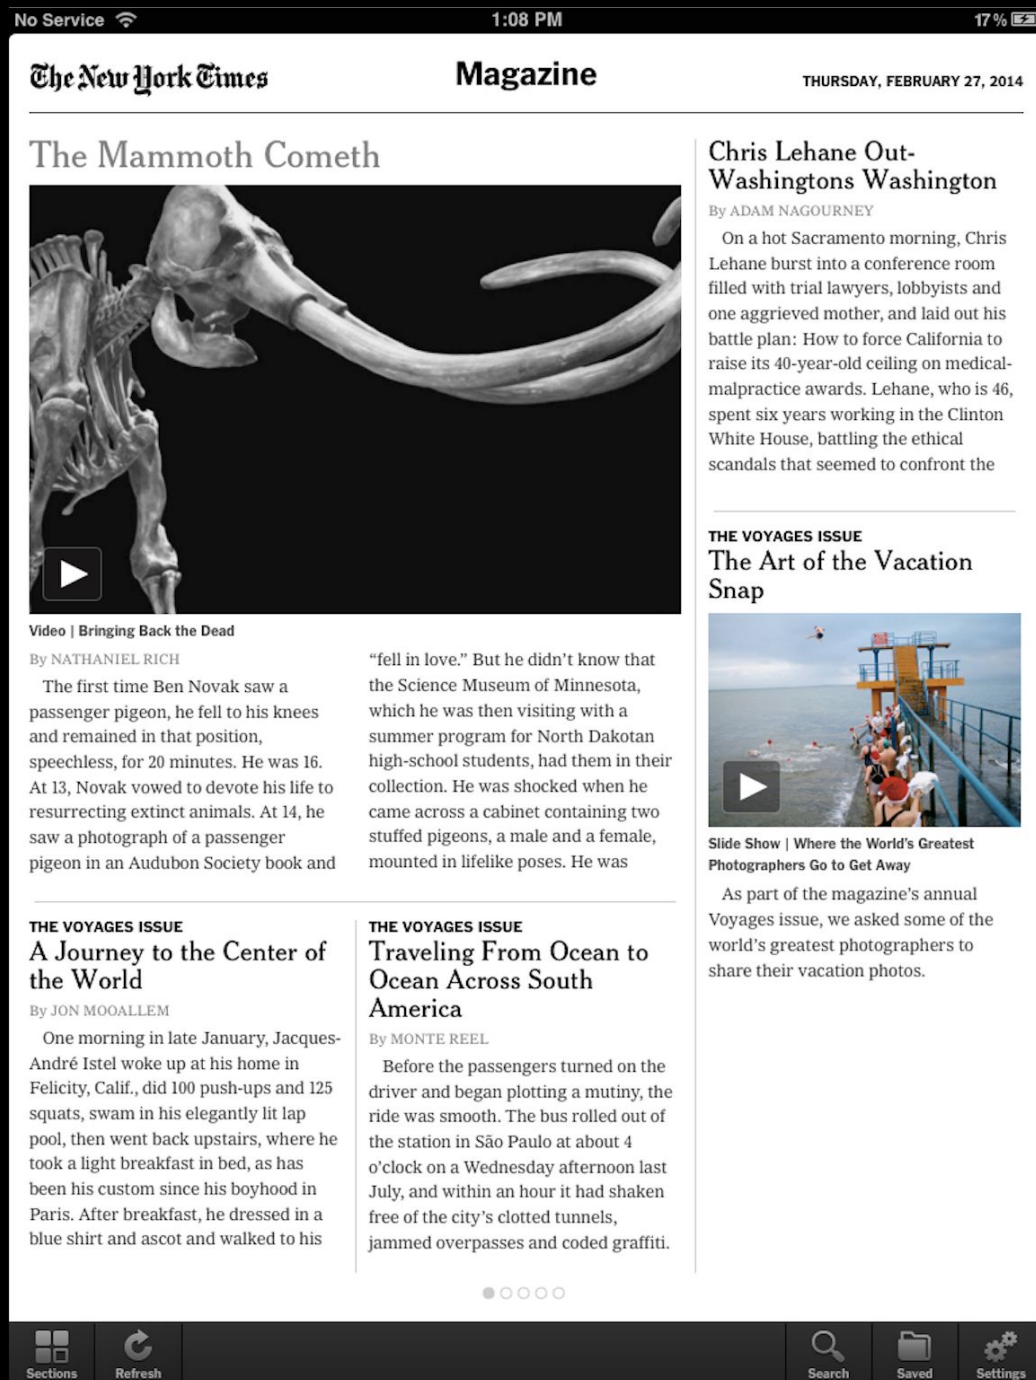 No Service
1:08 PM
17%
The New York Times
Magazine
THURSDAY, FEBRUARY 27, 2014
The Mammoth Cometh
Video | Bringing Back the Dead
By NATHANIEL RICH
The first time Ben Novak saw a
passenger pigeon, he fell to his knees
and remained in that position,
speechless, for 20 minutes. He was 16.
At 13, Novak vowed to devote his life to
resurrecting extinct animals. At 14, he
saw a photograph of a passenger
pigeon in an Audubon Society book and
“fell in love.” But he didn’t know that
the Science Museum of Minnesota,
which he was then visiting with a
summer program for North Dakotan
high-school students, had them in their
collection. He was shocked when he
came across a cabinet containing two
stuffed pigeons, a male and a female,
mounted in lifelike poses. He was
THE VOYAGES ISSUE
A Journey to the Center of
the World
By JON MOOALLEM
One morning in late January, Jacques-
André Istel woke up at his home in
Felicity, Calif., did 100 push-ups and 125
squats, swam in his elegantly lit lap
pool, then went back upstairs, where he
took a light breakfast in bed, as has
been his custom since his boyhood in
Paris. After breakfast, he dressed in a
blue shirt and ascot and walked to his
THE VOYAGES ISSUE
Traveling From Ocean to
Ocean Across South
America
By MONTE REEL
Before the passengers turned on the
driver and began plotting a mutiny, the
ride was smooth. The bus rolled out of
the station in São Paulo at about 4
o’clock on a Wednesday afternoon last
July, and within an hour it had shaken
free of the city’s clotted tunnels,
jammed overpasses and coded graffiti.
Chris Lehane Out-
Washingtons Washington
By ADAM NAGOURNEY
On a hot Sacramento morning, Chris
Lehane burst into a conference room
filled with trial lawyers, lobbyists and
one aggrieved mother, and laid out his
battle plan: How to force California to
raise its 40-year-old ceiling on medical-
malpractice awards. Lehane, who is 46,
spent six years working in the Clinton
White House, battling the ethical
scandals that seemed to confront the
THE VOYAGES ISSUE
The Art of the Vacation
Snap
Slide Show | Where the World’s Greatest
Photographers Go to Get Away
As part of the magazine’s annual
Voyages issue, we asked some of the
world’s greatest photographers to
share their vacation photos.
Sections
Refresh
Search
Saved
Settings